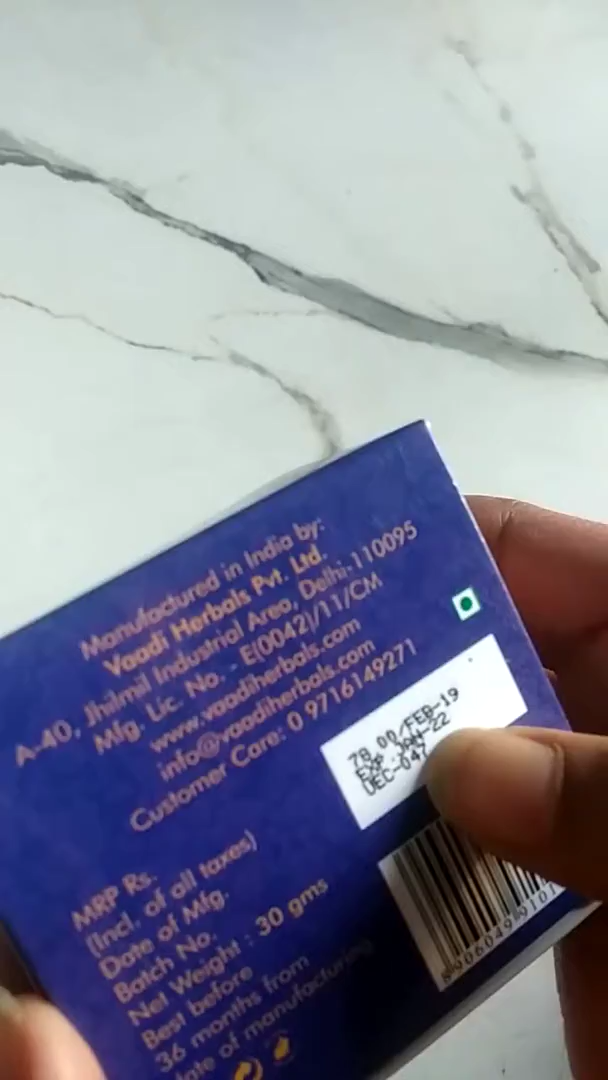 Manufactured in India by:
Vaadi Herbals Pvt. Ltd.
A-40, Jhilmil Industrial Area, Delhi-110095
Mfg. Lic. No. - E(0042)/11/CM
www.vaadiherbals.com
info@vaadiherbals.com
Customer Care: 0 9716149271
78.00/FEB-19
EXP.JAN-22
DEC-047
MRP Rs.
(Incl. of all taxes)
Date of Mfg.
Batch No.
Net Weight : 30 gms
Best before
36 months from
date of manufacturing